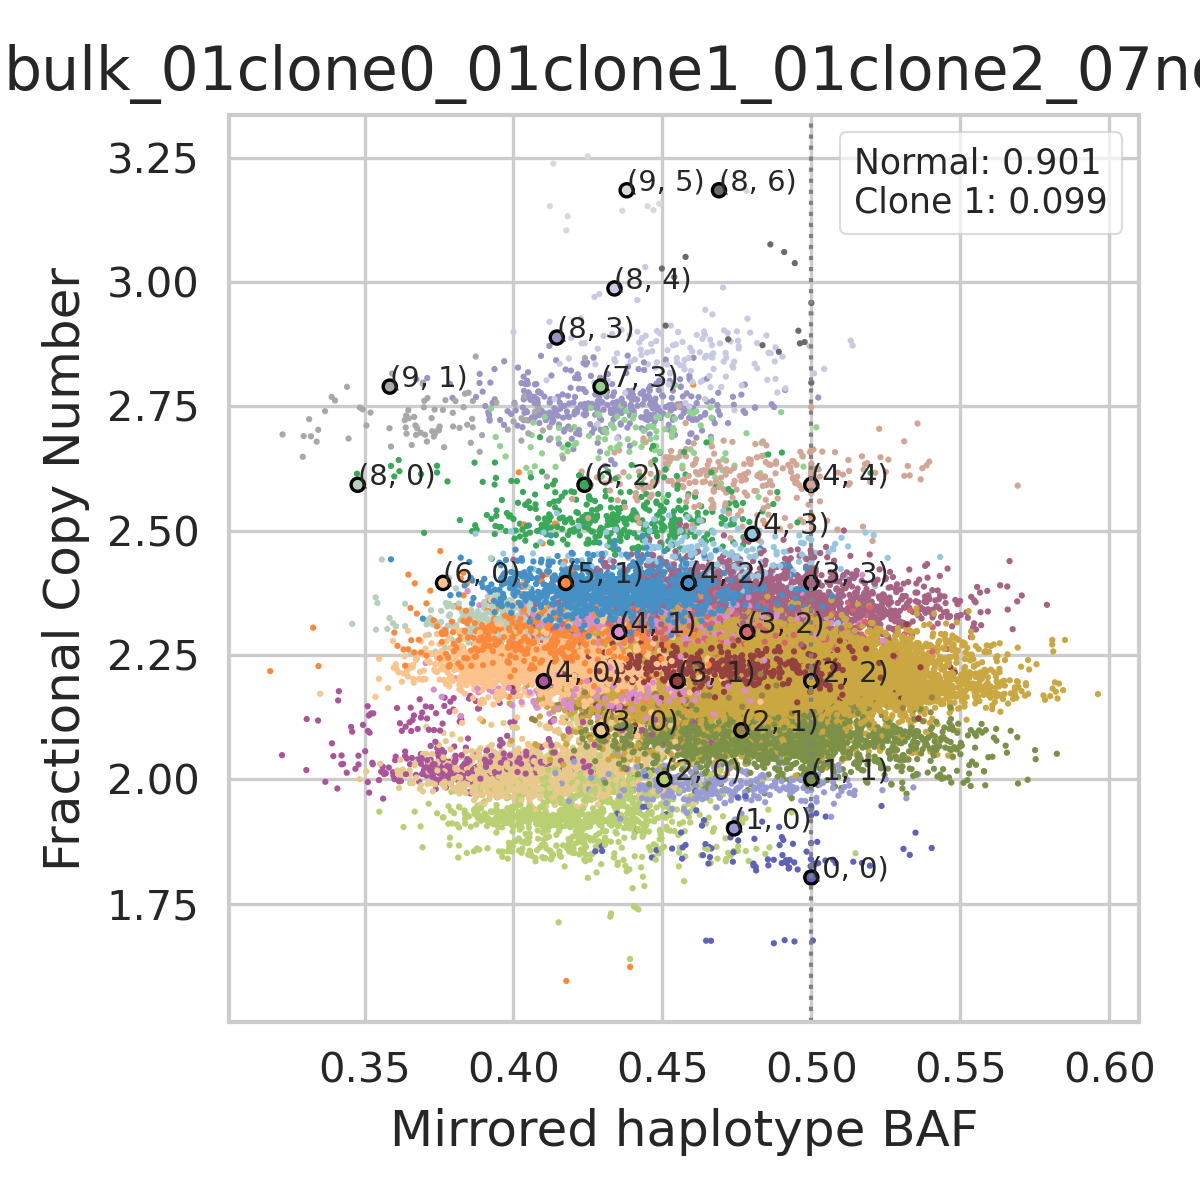 bulk_01clone0_01clone1_01clone2_07n
Normal: 0.901
Clone 1: 0.099
3.25
3.00
2.75
2.50
2.25
2.00
1.75
Fractional Copy Number
(9, 5) (8, 6)
(8, 4)
(8, 3)
(9, 1) (7, 3)
(8, 0) (6, 2) (4, 4)
(4, 3)
(6, 0) (5, 1) (4, 2) (3, 3)
(4, 1) (3, 2)
(4, 0) (3, 1) (2, 2)
(3, 0) (2, 1)
(2, 0) (1, 1)
(1, 0)
(0, 0)
0.35 0.40 0.45 0.50 0.55 0.60
Mirrored haplotype BAF